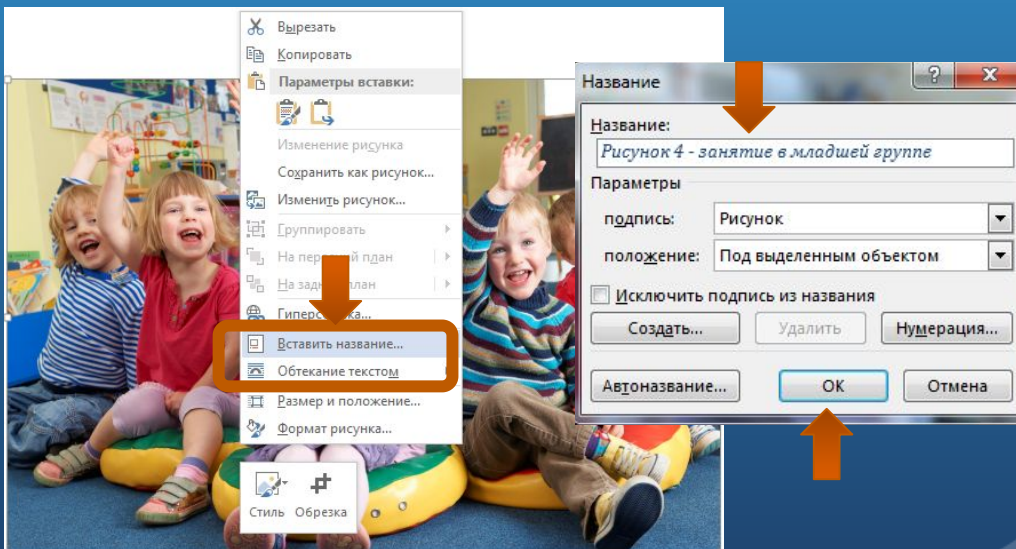 Вырезать
Копировать
Параметры вставки:
Изменение рисунка
Сохранить как рисунок...
Изменить рисунок...
Группировать
На передний план
На задний план
Гиперссылка...
Вставить название...
Обтекание текстом
Размер и положение...
Формат рисунка...
Стиль Обрезка
Название
Название:
Рисунок 4 - занятие в младшей группе
Параметры
подпись: Рисунок
положение: Под выделенным объектом
Исключить подпись из названия
Создать... Удалить Нумерация...
Автоназвание... ОК Отмена